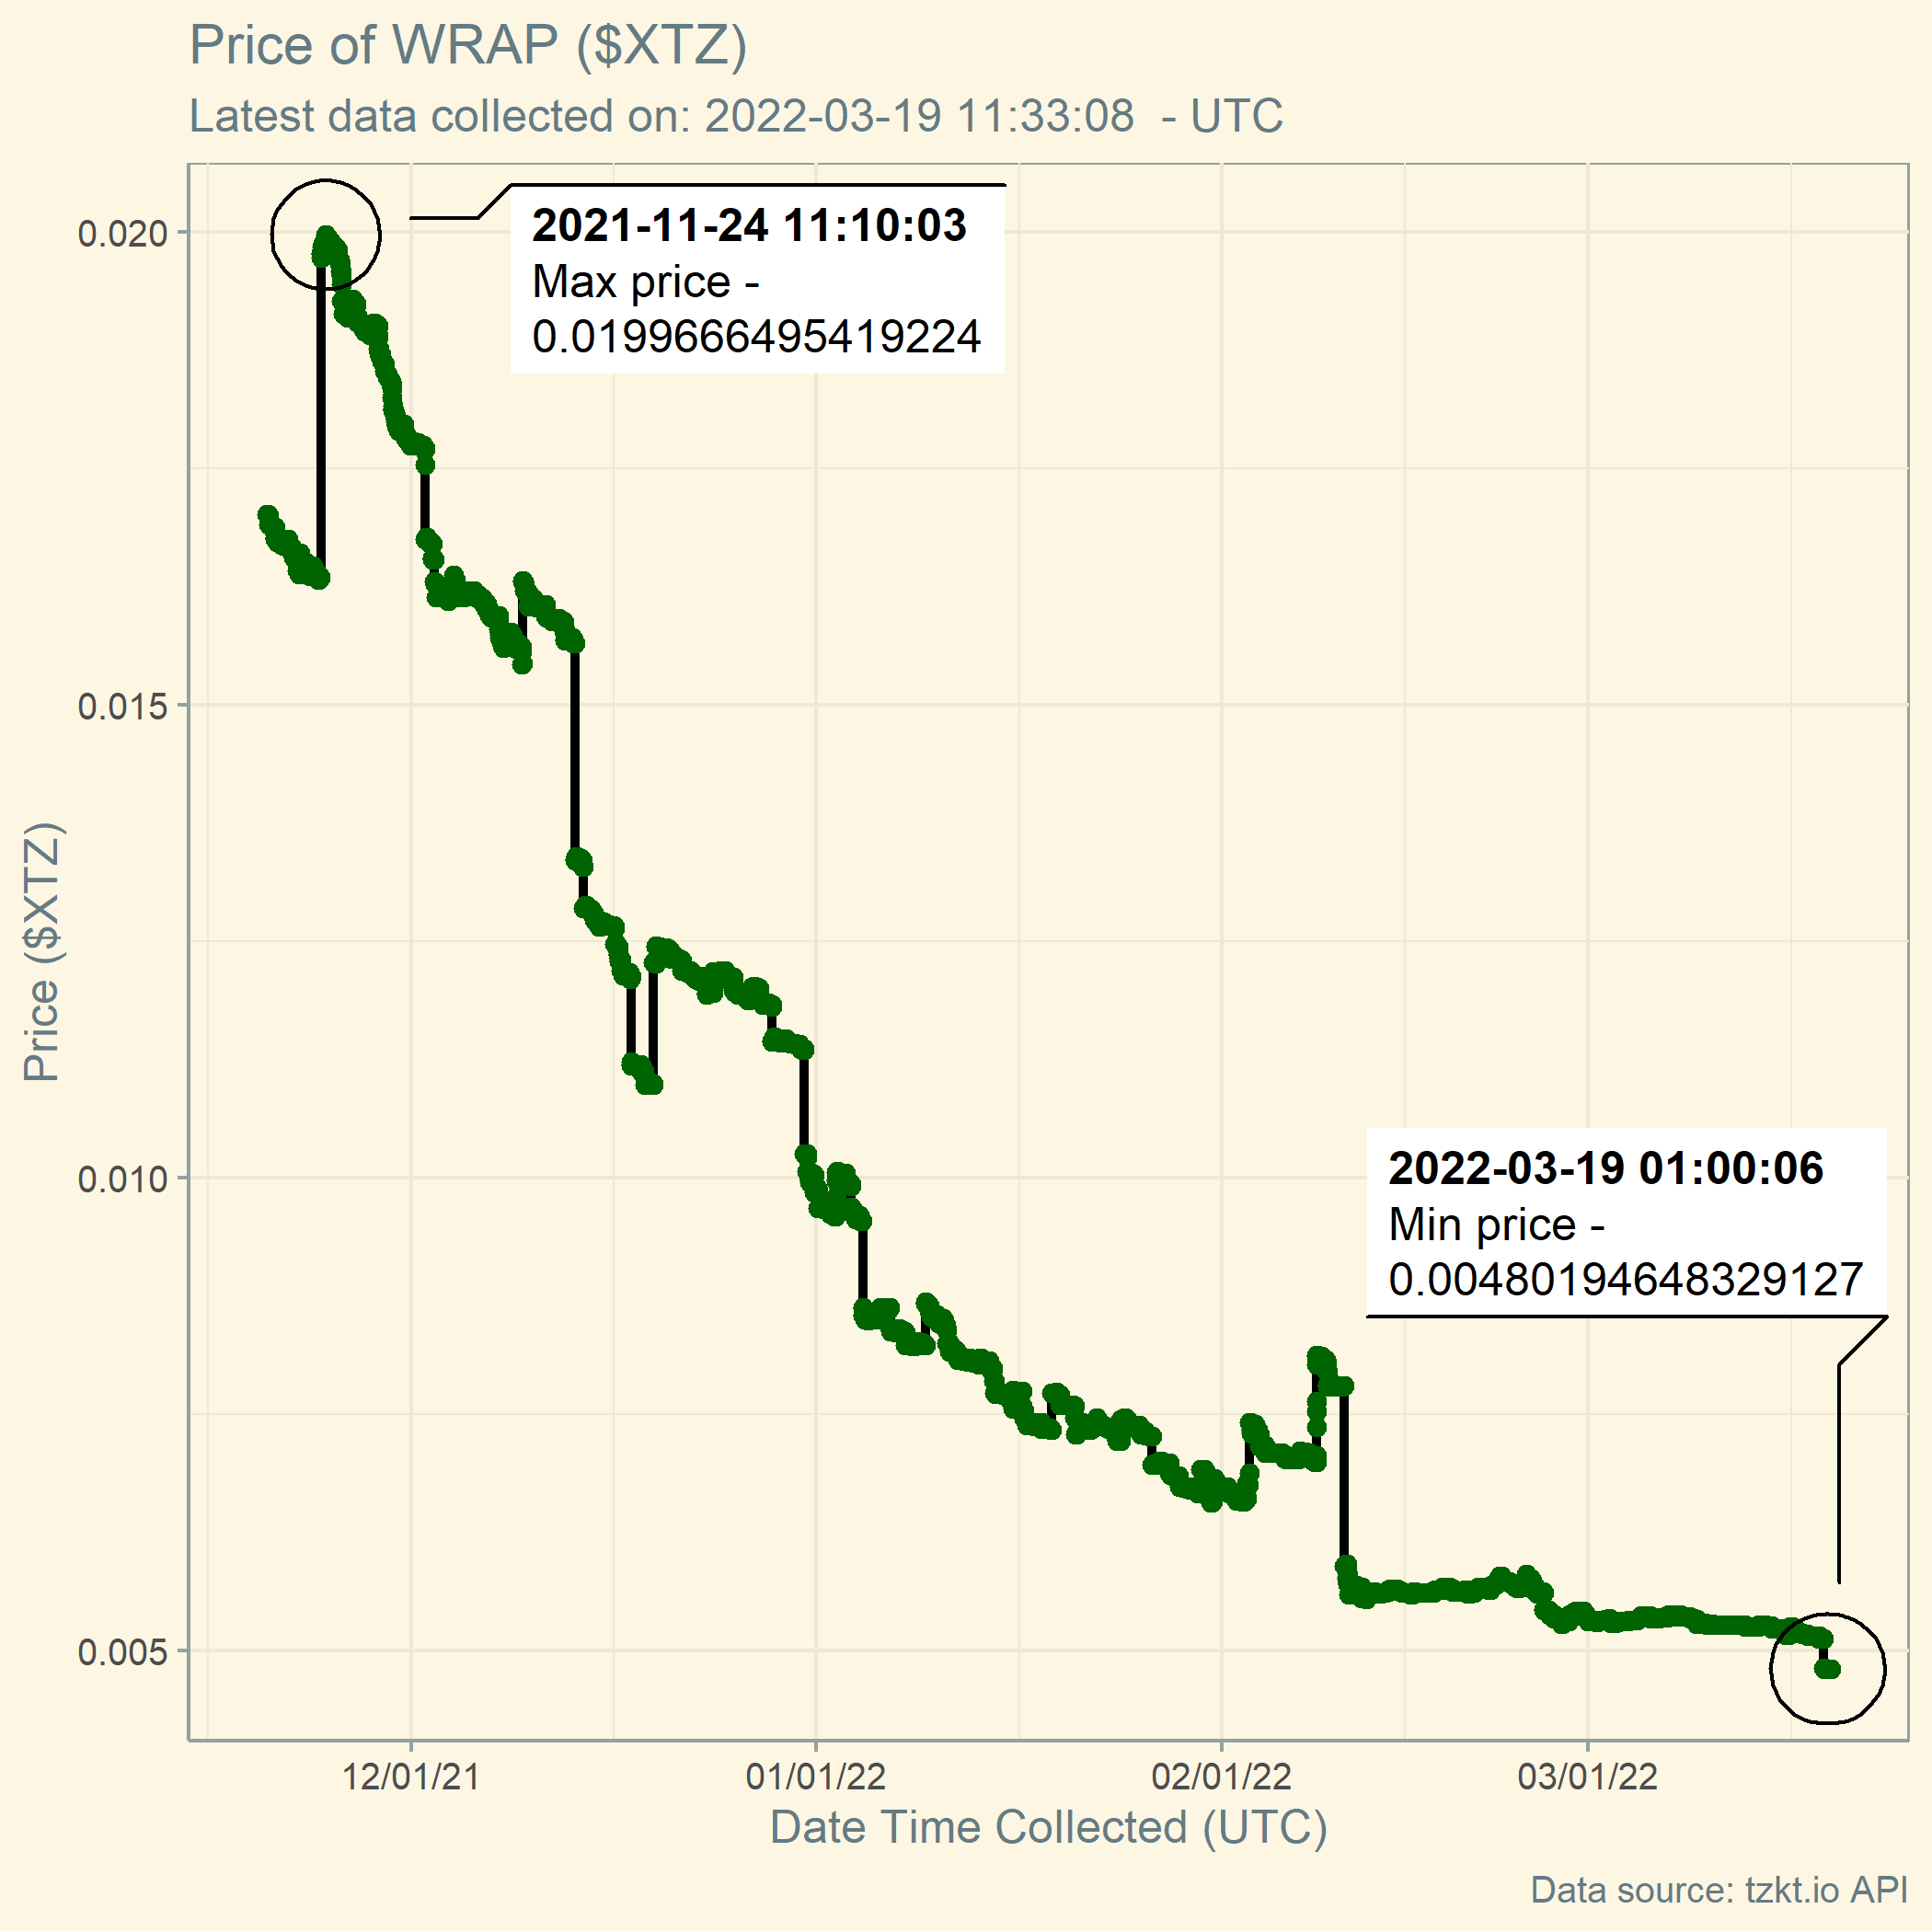 Price of WRAP ($XTZ)
Latest data collected on: 2022-03-19 11:33:08  - UTC
2021-11-24 11:10:03
Max price -
0.0199666495419224
0.020
0.015
0.010
0.005
Price ($XTZ)
2022-03-19 01:00:06
Min price -
0.00480194648329127
12/01/21
01/01/22
02/01/22
03/01/22
Date Time Collected (UTC)
Data source: tzkt.io API